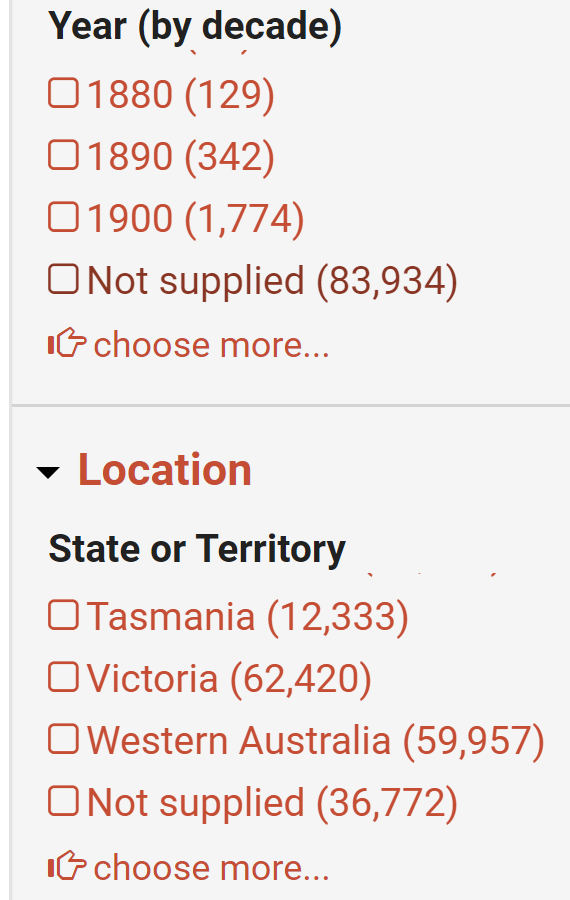 Year (by decade)
1880 (129)
1890 (342)
1900 (1,774)
Not supplied (83,934)
choose more...
Location
State or Territory
Tasmania (12,333)
Victoria (62,420)
Western Australia (59,957)
Not supplied (36,772)
choose more...